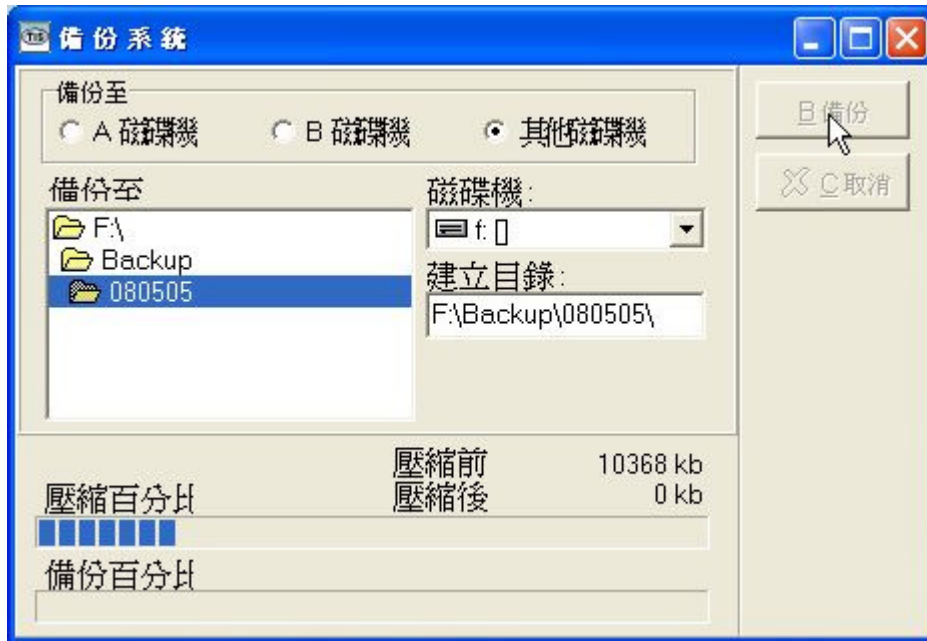 備份系統
備份至
A 磁碟機
B 磁碟機
其他磁碟機
B 備份
C 取消
備份至
F:\
Backup
080505
磁碟機:
f: []
建立目錄:
F:\Backup\080505\
壓縮前 10368 kb
壓縮後 0 kb
壓縮百分比
備份百分比